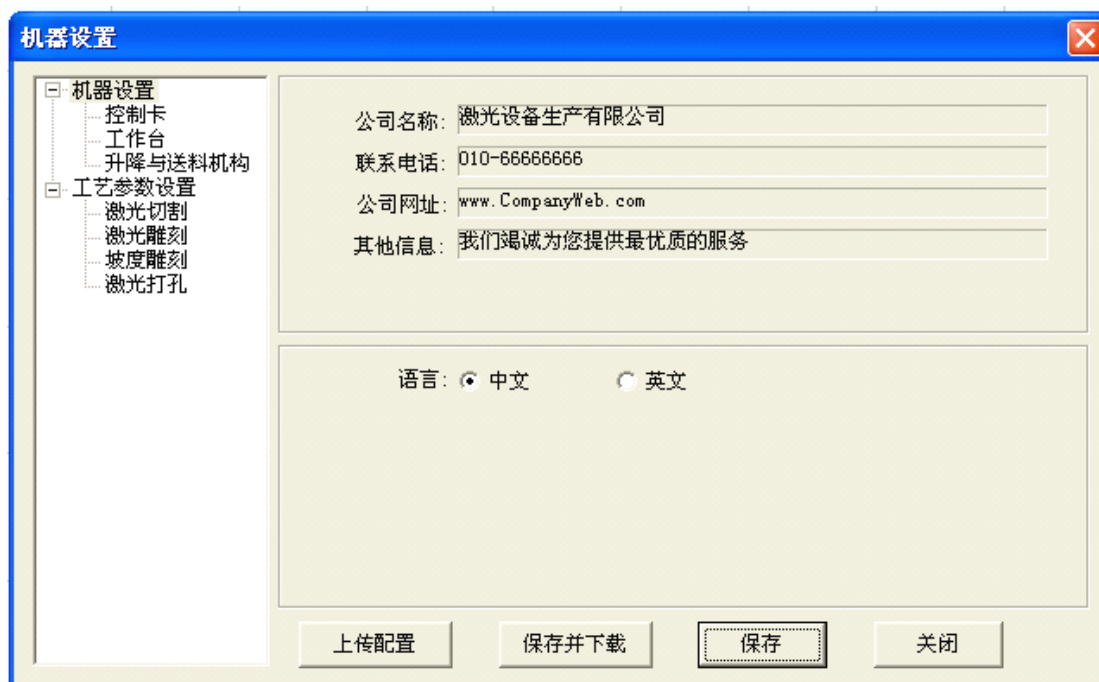 机器设置
机器设置
控制卡
工作台
升降与送料机构
工艺参数设置
激光切割
激光雕刻
坡度雕刻
激光打孔
公司名称: 激光设备生产有限公司
联系电话: 010-66666666
公司网址: www.CompanyWeb.com
其他信息: 我们竭诚为您提供最优质的服务
语言: 中文 英文
上传配置 保存并下载 保存 关闭